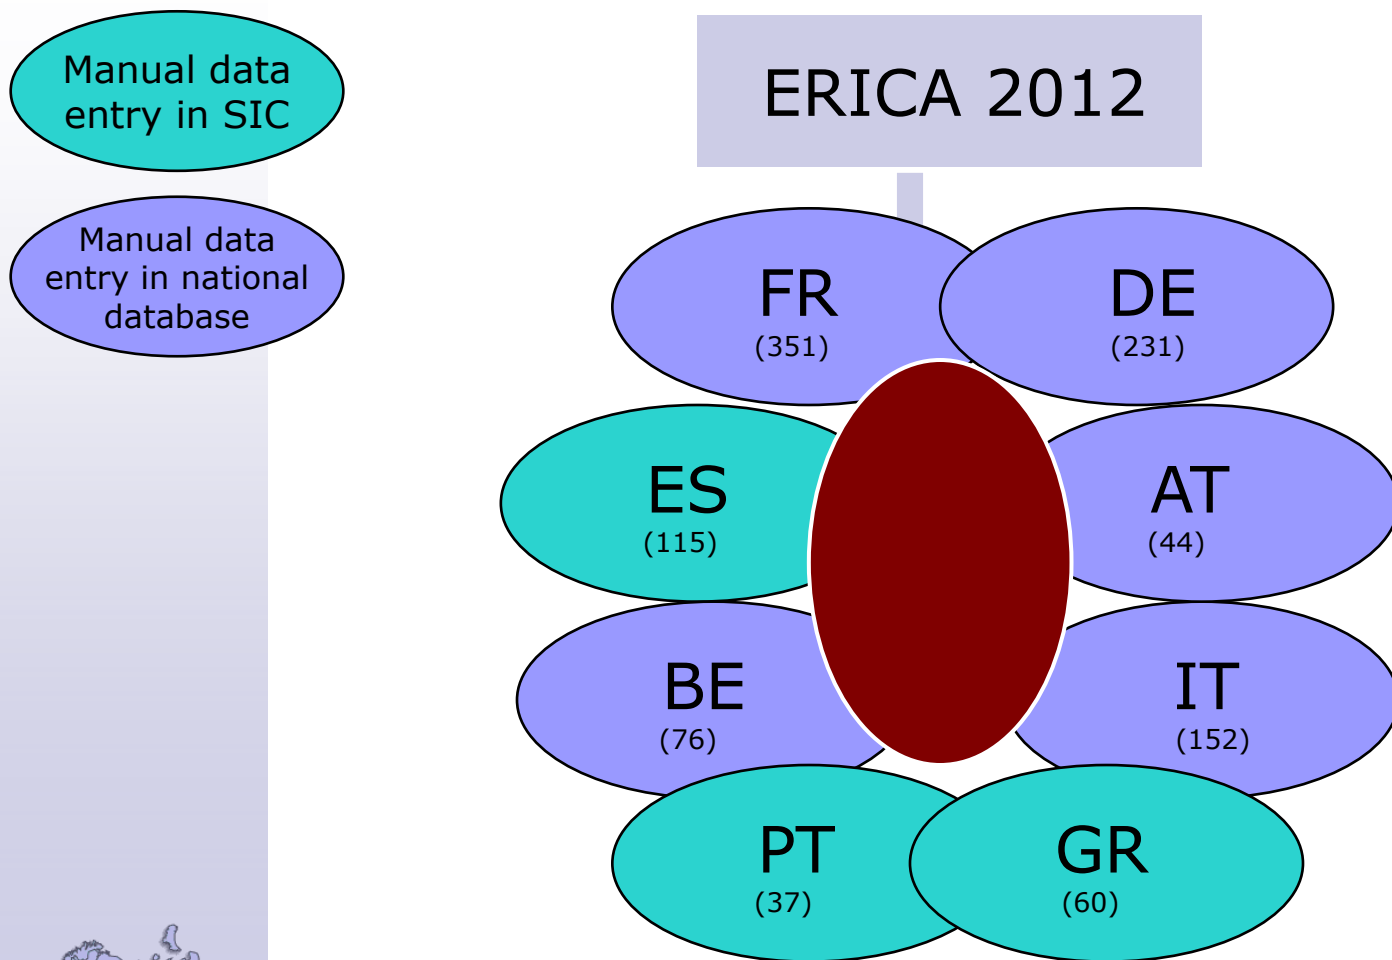 Manual data
entry in SIC
Manual data
entry in national
database
ERICA 2012
FR
(351)
DE
(231)
ES
(115)
AT
(44)
BE
(76)
IT
(152)
PT
(37)
GR
(60)